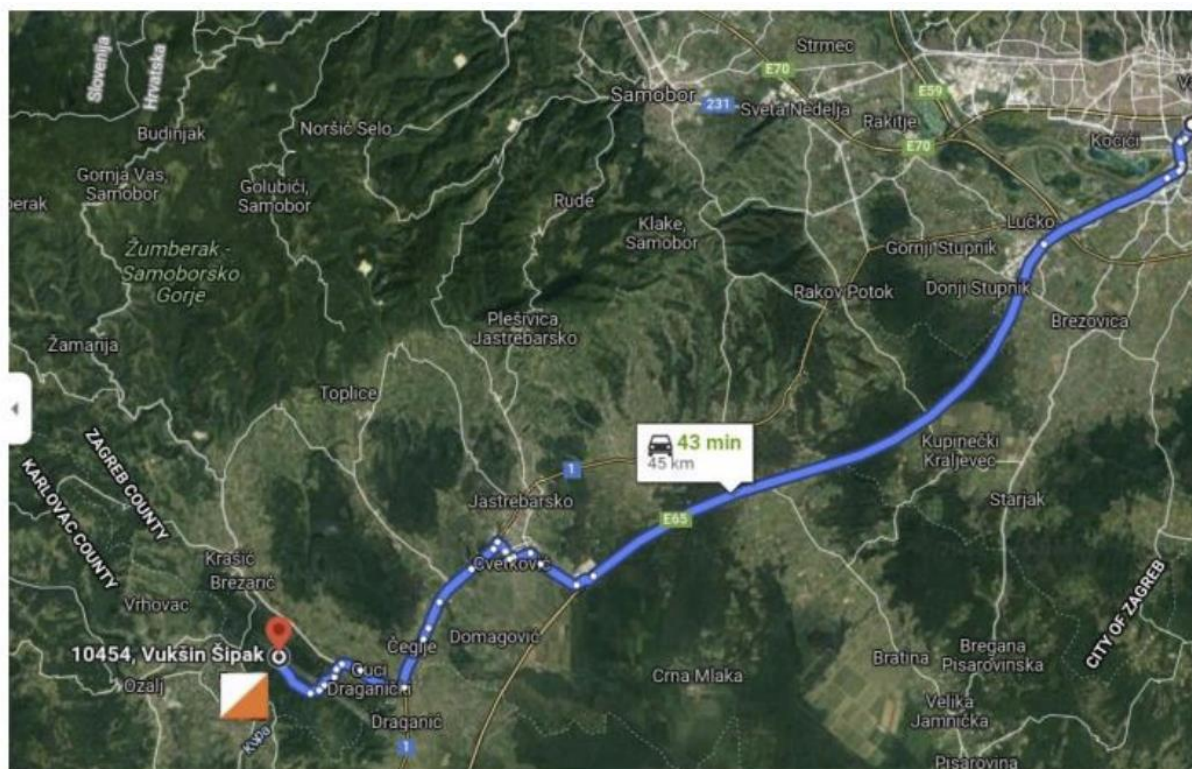 Slovenija
Hrvatska
Strmec
E70
E59
Samobor
231
Sveta Nedelja
Budinjak
Noršić Selo
Rakitje
E70
Kočići
Gornja Vas,
Samobor
Golubići,
Samobor
Rude
Klake,
Samobor
Lučko
Gornji Stupnik
Žumberak -
Samoborsko
Gorje
Rakov Potok
Donji Stupnik
Brezovica
Plešivica,
Jastrebarsko
Žamarija
Toplice
43 min
45 km
Kupinečki
Kraljevec
ZAGREB COUNTY
KARLOVAC COUNTY
1
Jastrebarsko
Starjak
E65
Cvetković
Krašić
Brezarić
CITY OF ZAGREB
Vrhovac
Čeglje
Domagović
Bregana
Pisarovinska
10454, Vukšin Šipak
Guci
Draganićki
Bratina
Ozalj
Crna Mlaka
Draganić
Velika
Jamnička
Kupa
1
Pisarovina